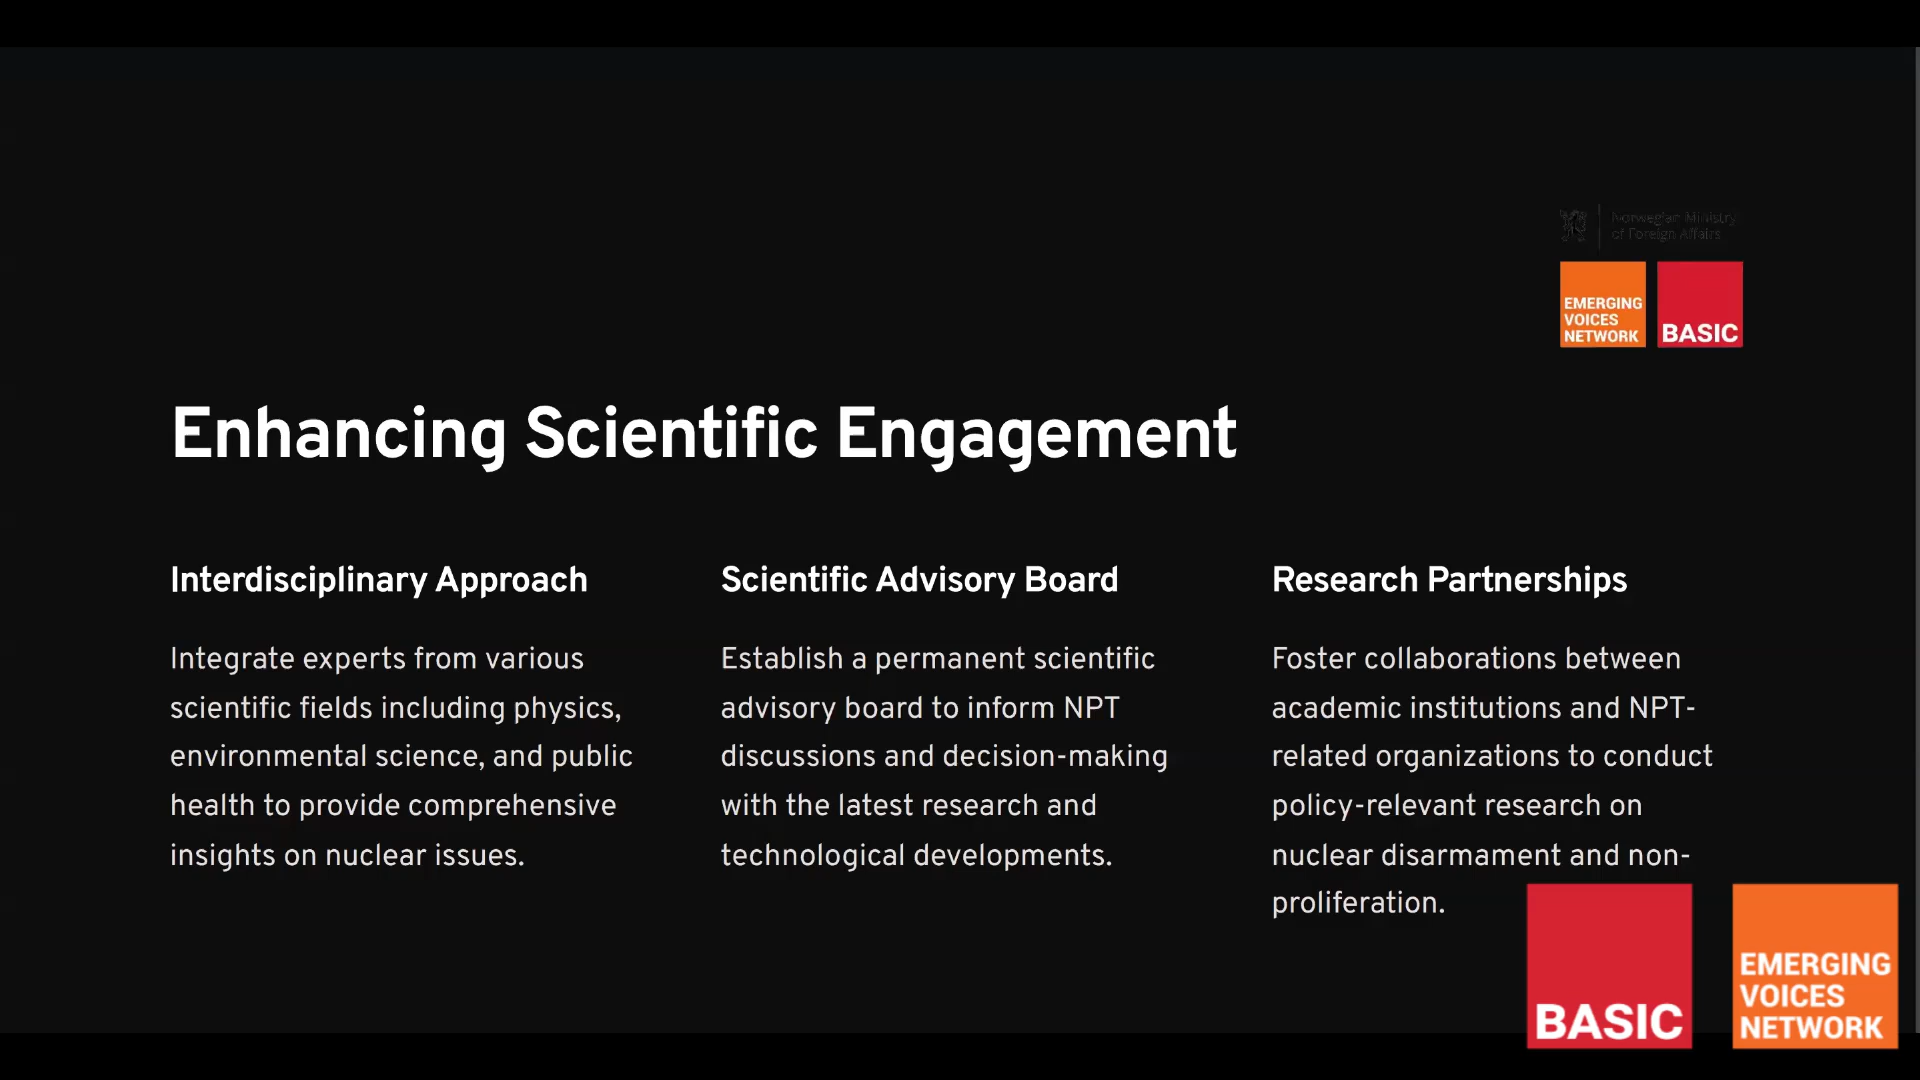 Norwegian Ministry
of Foreign Affairs
EMERGING
VOICES
NETWORK
BASIC
Enhancing Scientific Engagement
Interdisciplinary Approach
Integrate experts from various
scientific fields including physics,
environmental science, and public
health to provide comprehensive
insights on nuclear issues.
Scientific Advisory Board
Establish a permanent scientific
advisory board to inform NPT
discussions and decision-making
with the latest research and
technological developments.
Research Partnerships
Foster collaborations between
academic institutions and NPT-
related organizations to conduct
policy-relevant research on
nuclear disarmament and non-
proliferation.
BASIC
EMERGING
VOICES
NETWORK